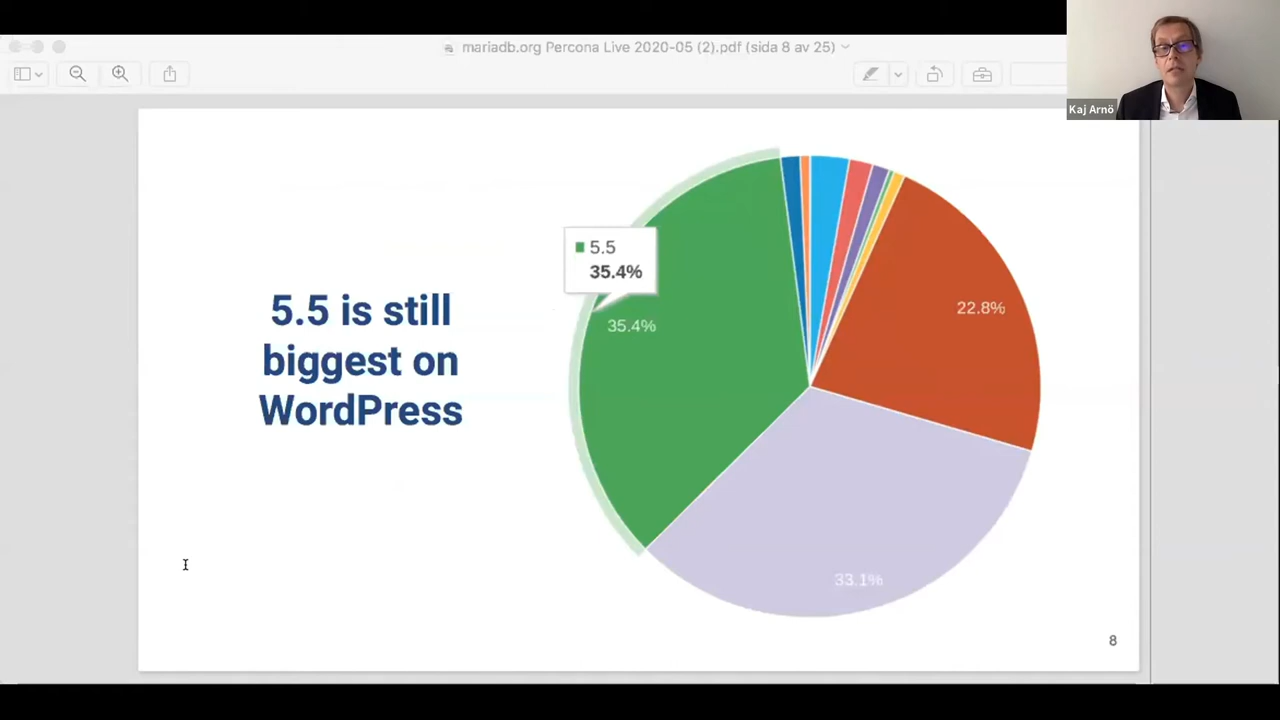 mariadb.org Percona Live 2020-05 (2).pdf (sida 8 av 25)
Kaj Arnö
5.5 is still
biggest on
WordPress
5.5
35.4%
35.4%
22.8%
33.1%
8